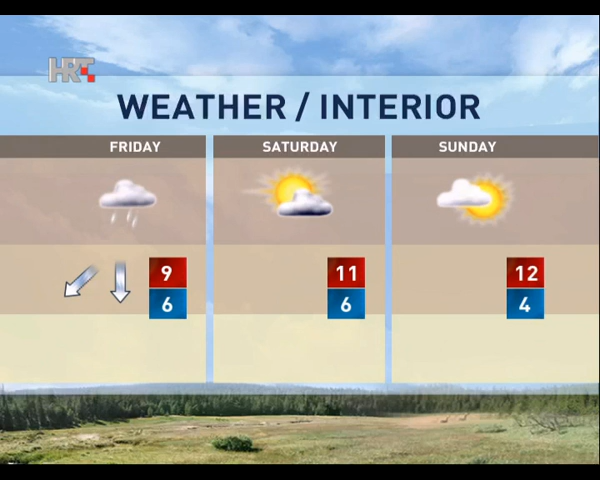 HRT
WEATHER / INTERIOR
FRIDAY
SATURDAY
SUNDAY
9
6
11
6
12
4